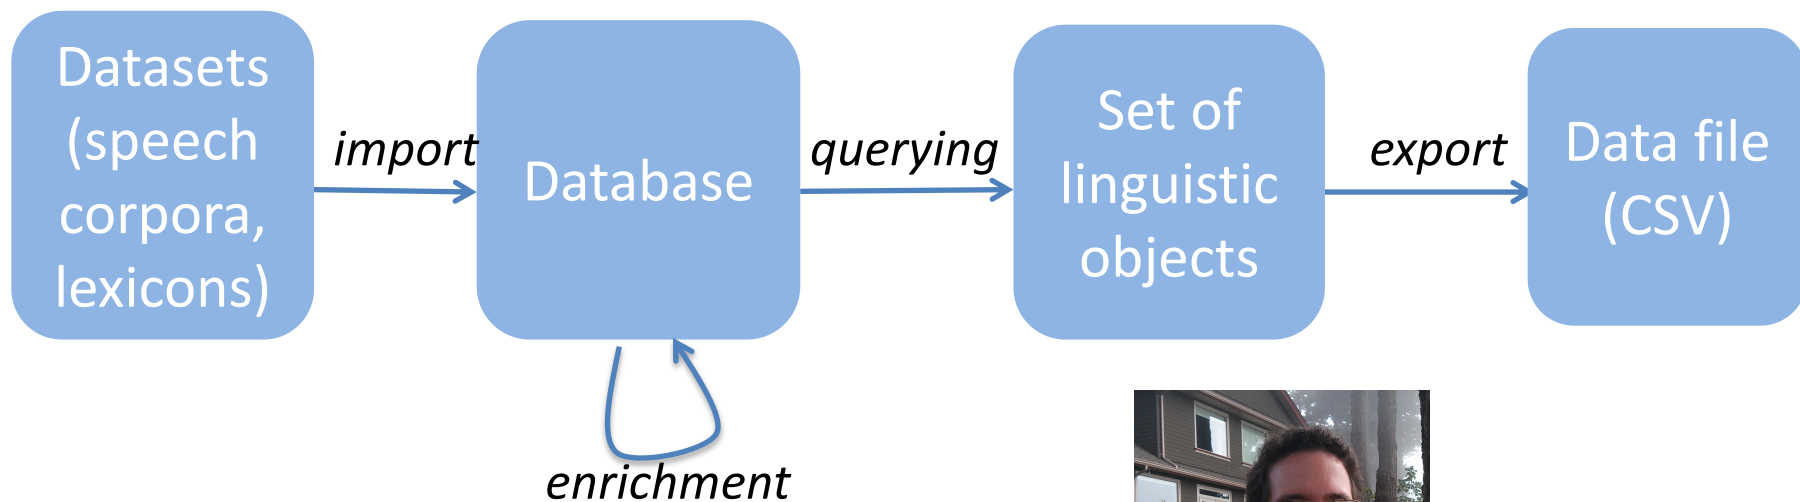 Datasets
(speech
corpora,
lexicons)
import
Database
enrichment
querying
Set of
linguistic
objects
export
Data file
(CSV)